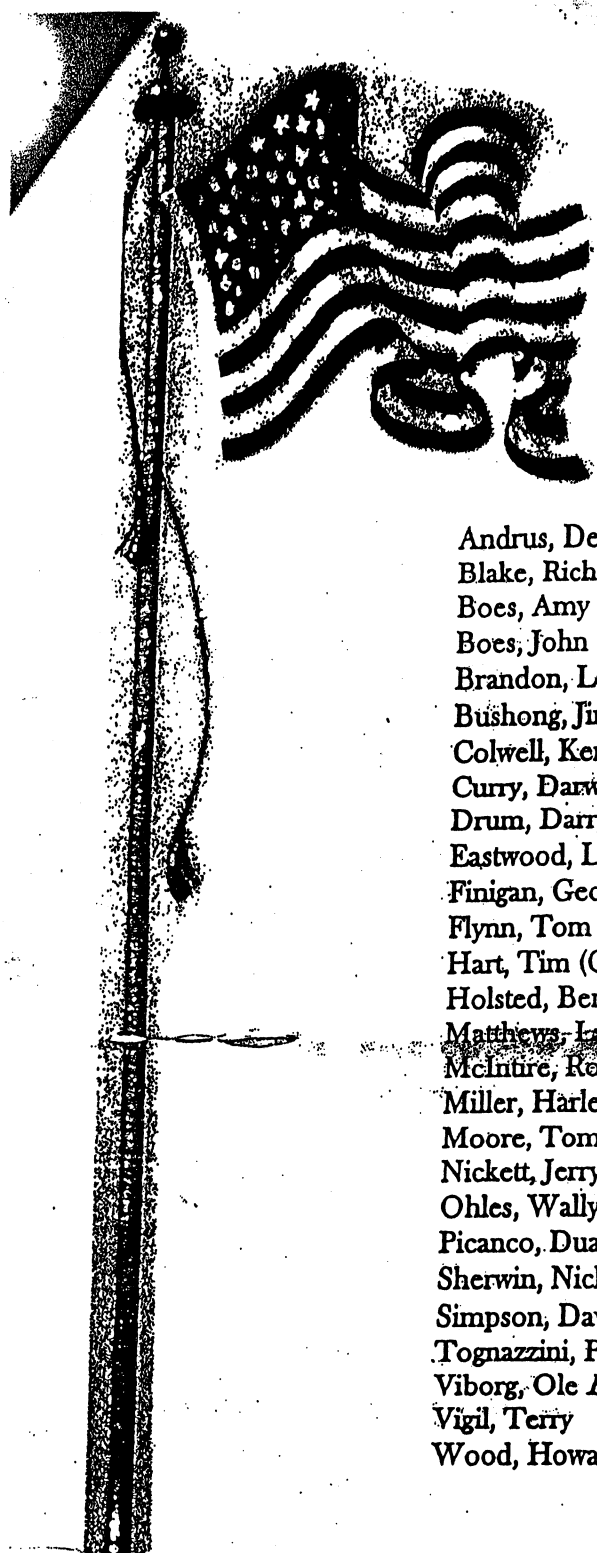 Andrus, De
Blake, Rich
Boes, Amy
Boes, John
Brandon, L
Bushong, Ji
Colwell, Ke
Curry, Darw
Drum, Darr
Eastwood, L
Finigan, Geo
Flynn, Tom
Hart, Tim (
Holsted, Be
Matthews, L
McIntire, Ro
Miller, Harle
Moore, Tom
Nickett, Jerry
Ohles, Wally
Picanco, Dua
Sherwin, Nic
Simpson, Da
Tognazzini,
Viborg, Ole
Vigil, Terry
Wood, Howa